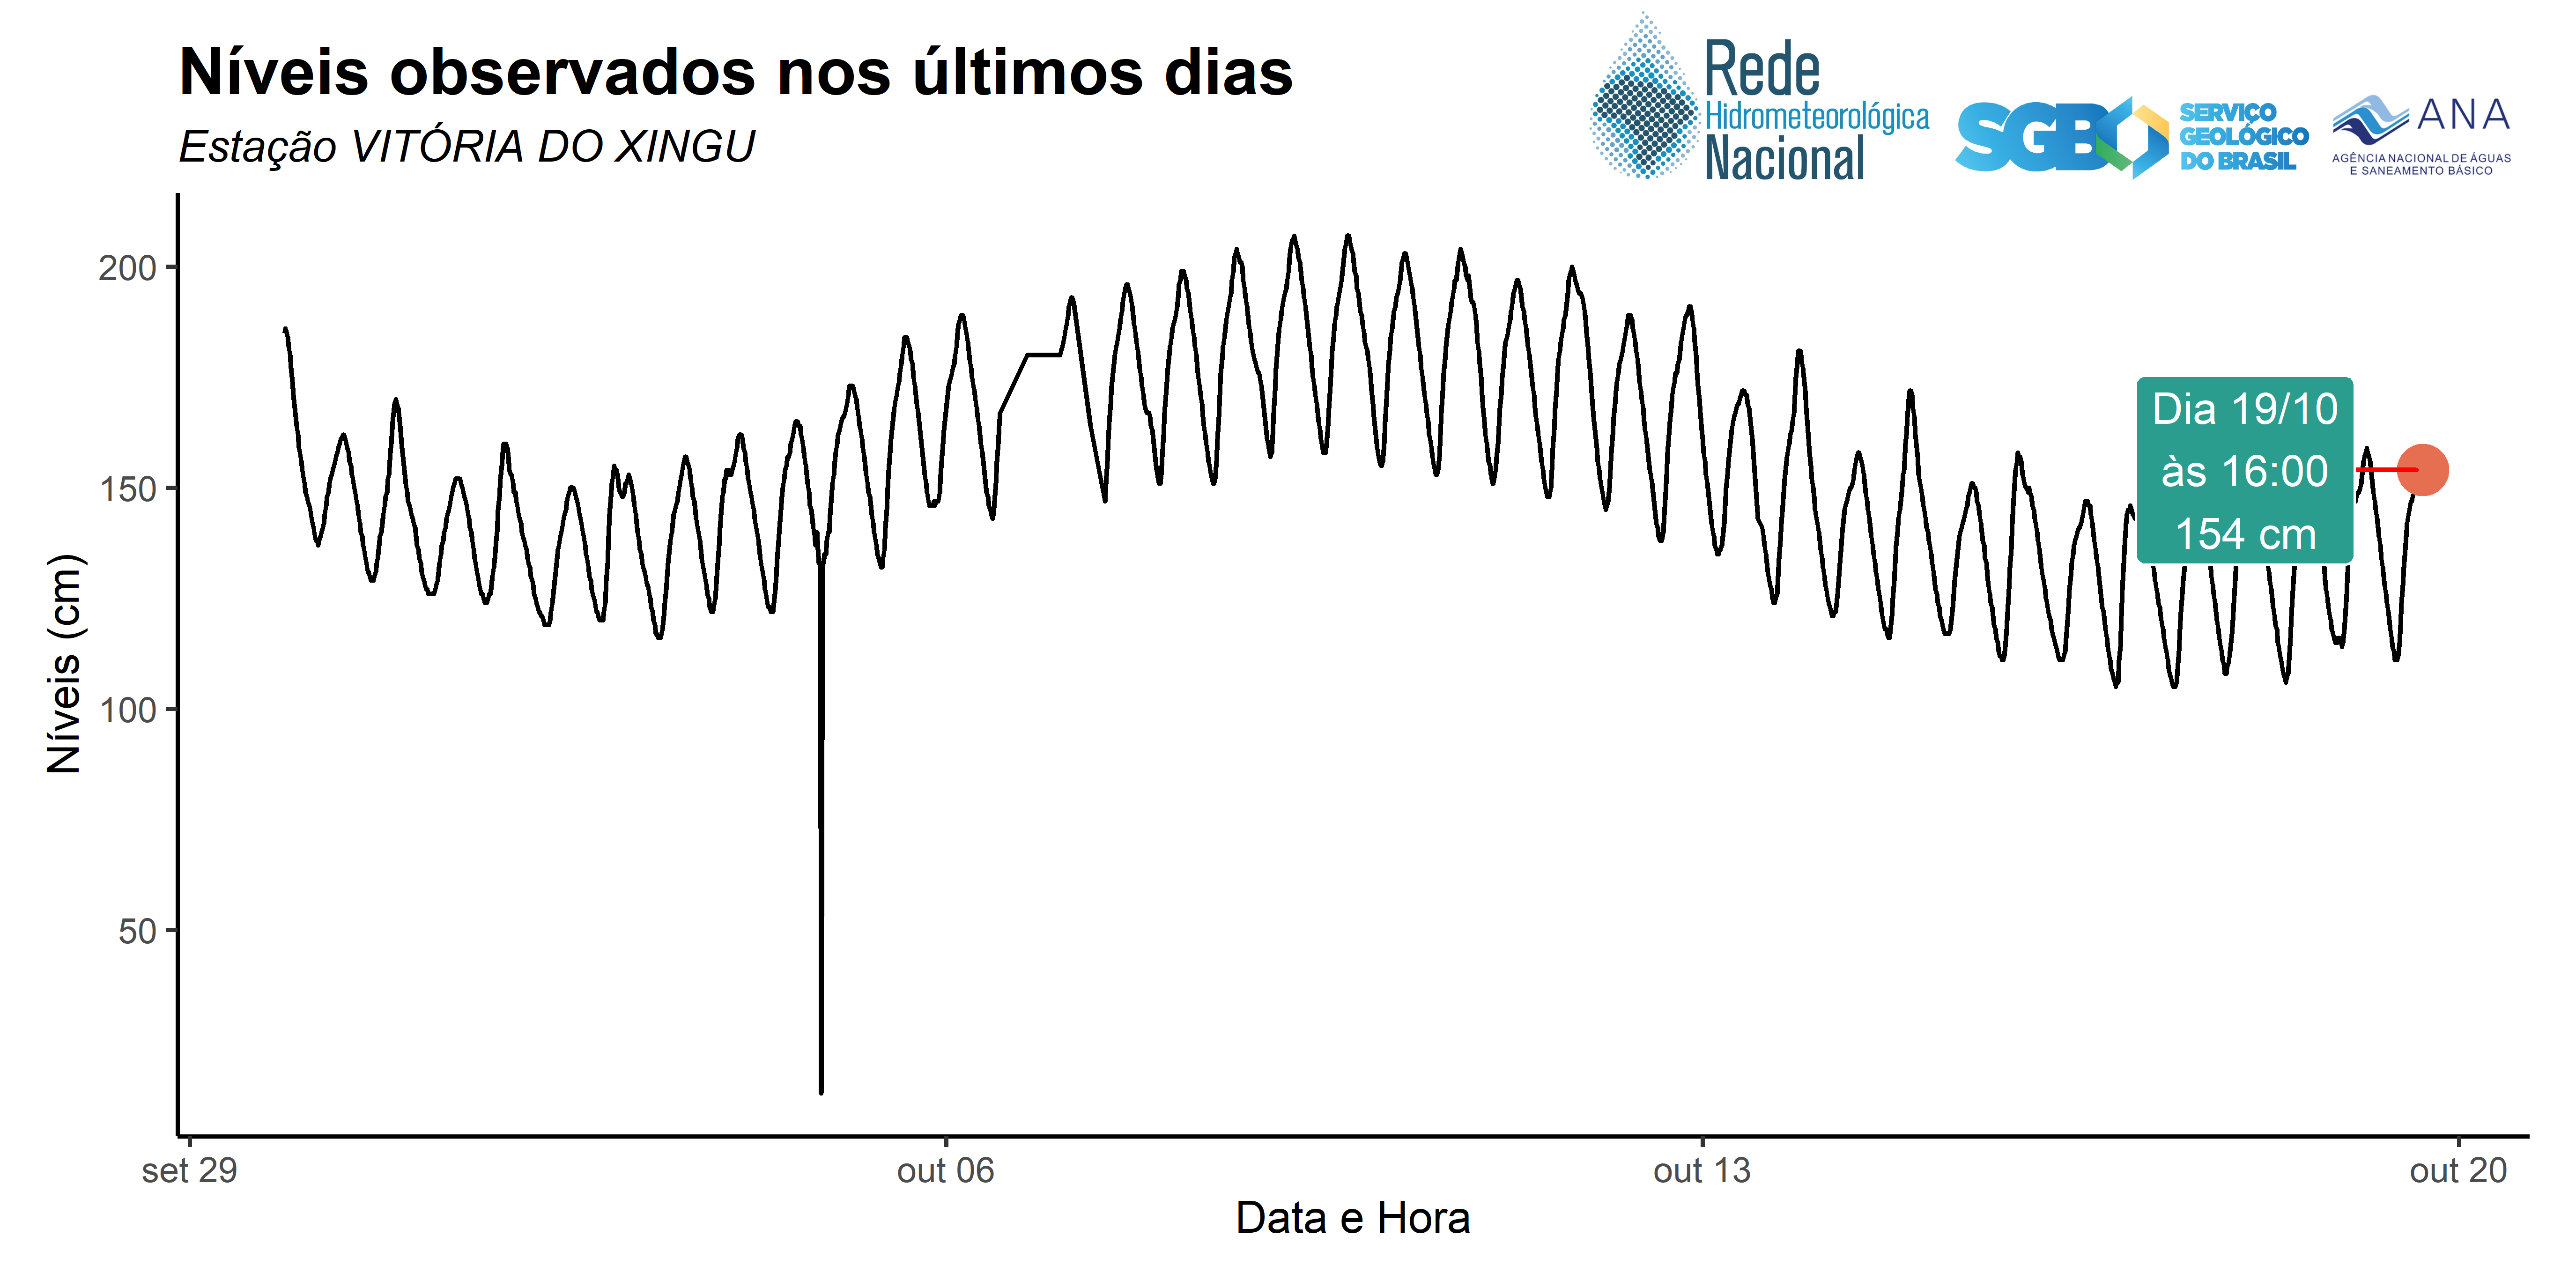 Níveis observados nos últimos dias
Estação VITÓRIA DO XINGU
Rede
Hidrometeorológica
Nacional
SGB
SERVIÇO
GEOLÓGICO
DO BRASIL
ANA
AGÊNCIA NACIONAL DE ÁGUAS
E SANEAMENTO BÁSICO
Níveis (cm)
200
150
100
50
Dia 19/10
às 16:00
154 cm
set 29
out 06
out 13
out 20
Data e Hora